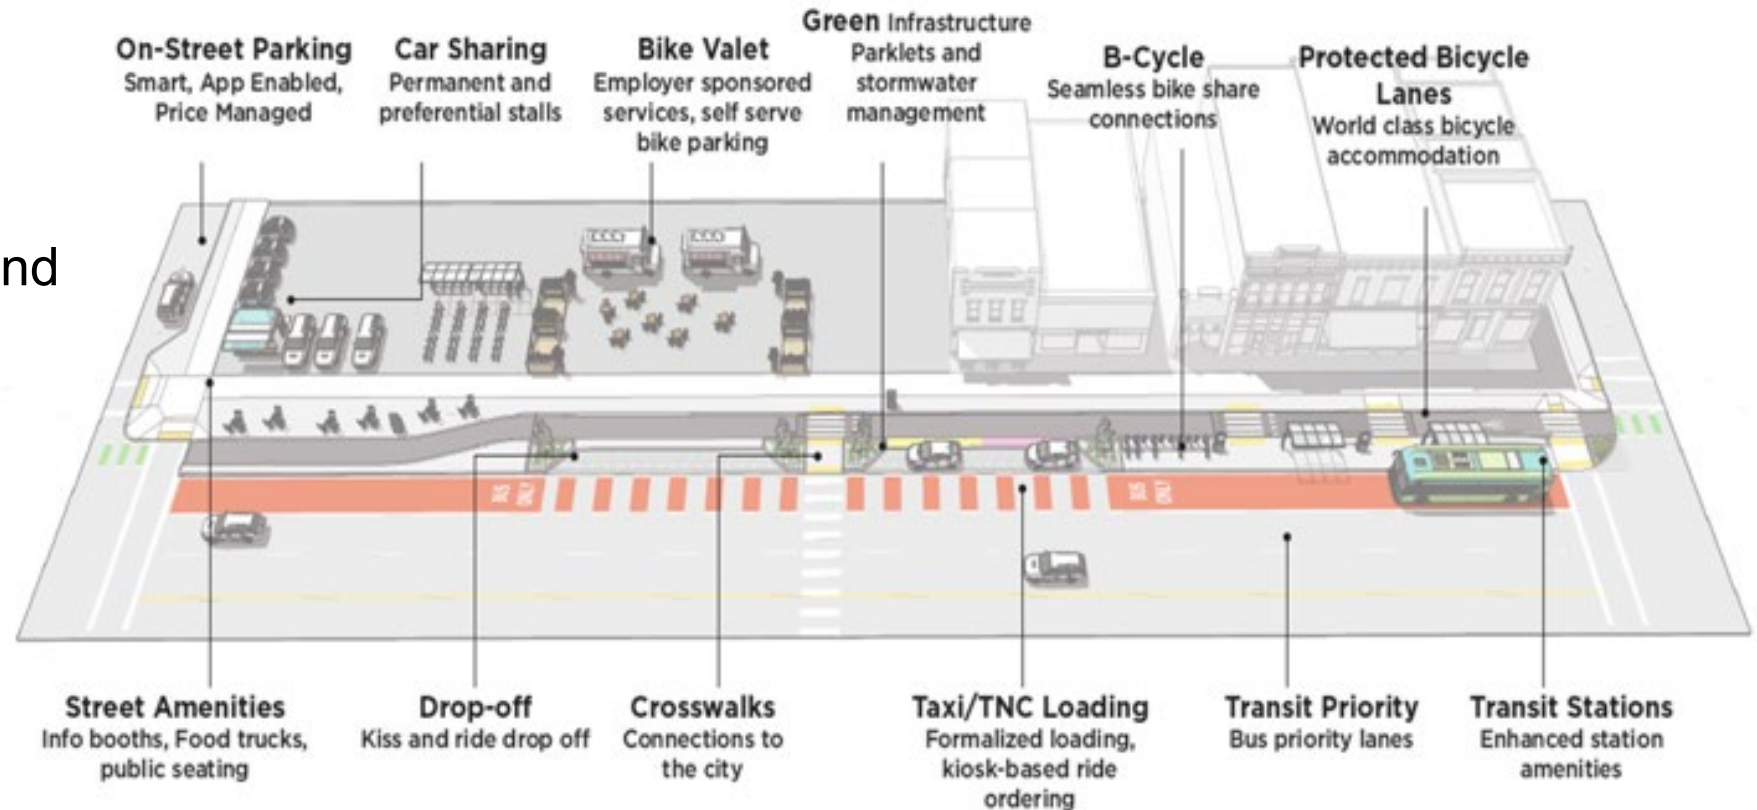 On-Street Parking
Smart, App Enabled,
Price Managed
Car Sharing
Permanent and
preferential stalls
Bike Valet
Employer sponsored
services, self serve
bike parking
Green Infrastructure
Parklets and
stormwater
management
B-Cycle
Seamless bike share
connections
Protected Bicycle
Lanes
World class bicycle
accommodation
nd
BUS
ONLY
BUS
ONLY
Street Amenities
Info booths, Food trucks,
public seating
Drop-off
Kiss and ride drop off
Crosswalks
Connections to
the city
Taxi/TNC Loading
Formalized loading,
kiosk-based ride
ordering
Transit Priority
Bus priority lanes
Transit Stations
Enhanced station
amenities